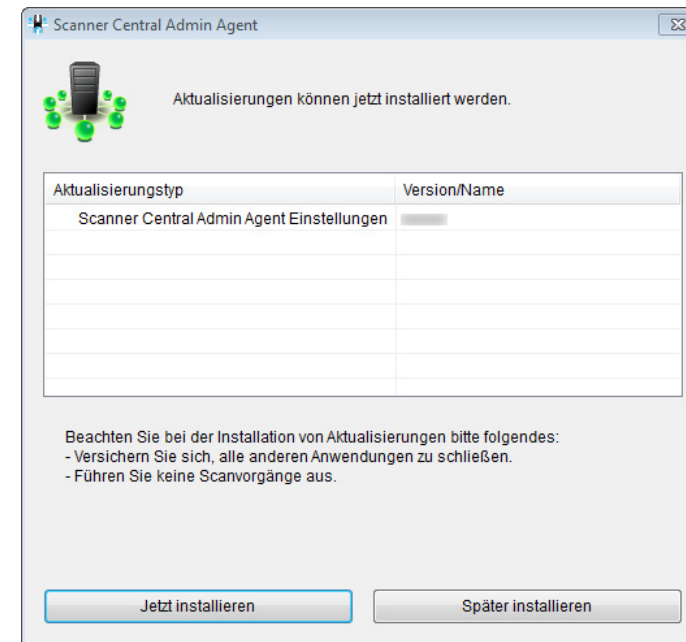 Scanner Central Admin Agent
Aktualisierungen können jetzt installiert werden.
Aktualisierungstyp Version/Name
Scanner Central Admin Agent Einstellungen
Beachten Sie bei der Installation von Aktualisierungen bitte folgendes:
- Versichern Sie sich, alle anderen Anwendungen zu schließen.
- Führen Sie keine Scanvorgänge aus.
Jetzt installieren Später installieren